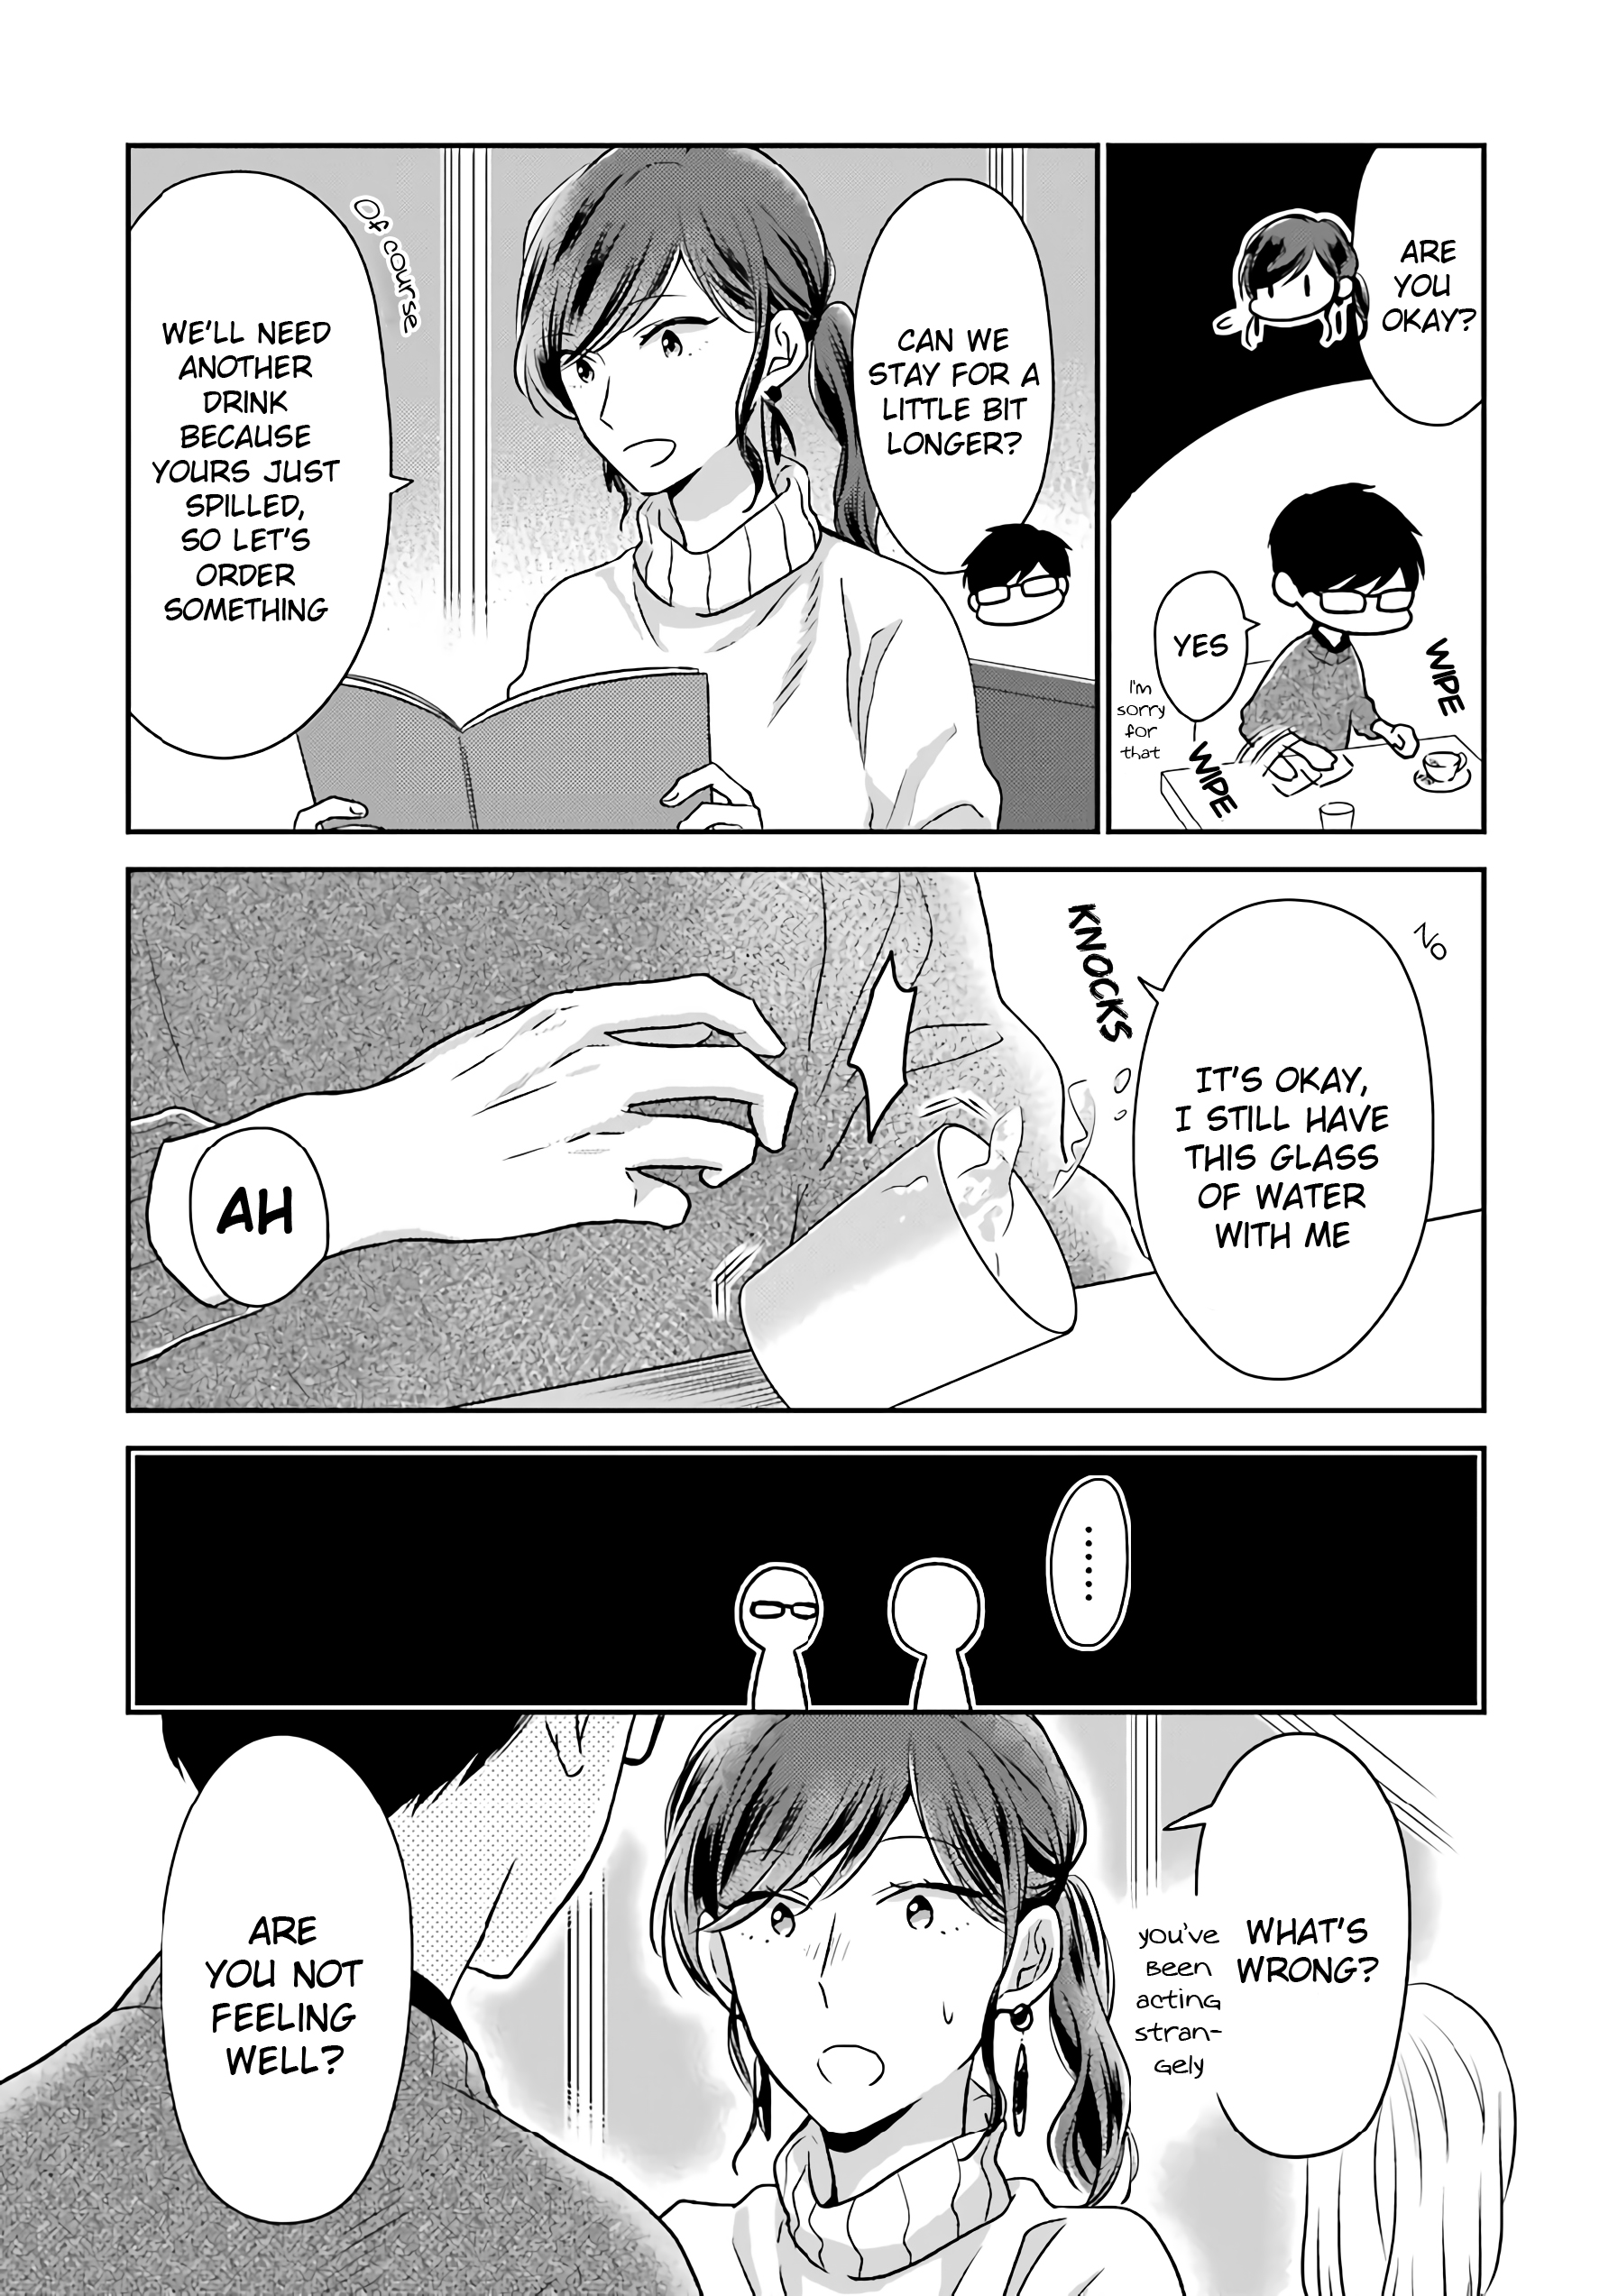 ARE
YOU
OKAY?
YES
I'm
sorry
for
that
WIPE
WIPE
CAN WE
STAY FOR A
LITTLE BIT
LONGER?
Of course
WE'LL NEED
ANOTHER
DRINK
BECAUSE
YOURS JUST
SPILLED,
SO LET'S
ORDER
SOMETHING
No
IT'S OKAY,
I STILL HAVE
THIS GLASS
OF WATER
WITH ME
KNOCKS
AH
......
WHAT'S
WRONG?
you've
Been
acting
stran-
Gely
ARE
YOU NOT
FEELING
WELL?